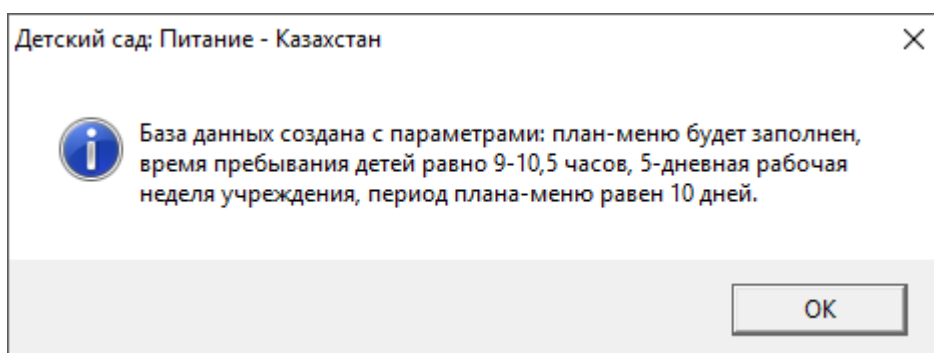 Детский сад: Питание - Казахстан
База данных создана с параметрами: план-меню будет заполнен,
время пребывания детей равно 9-10,5 часов, 5-дневная рабочая
неделя учреждения, период плана-меню равен 10 дней.
OK